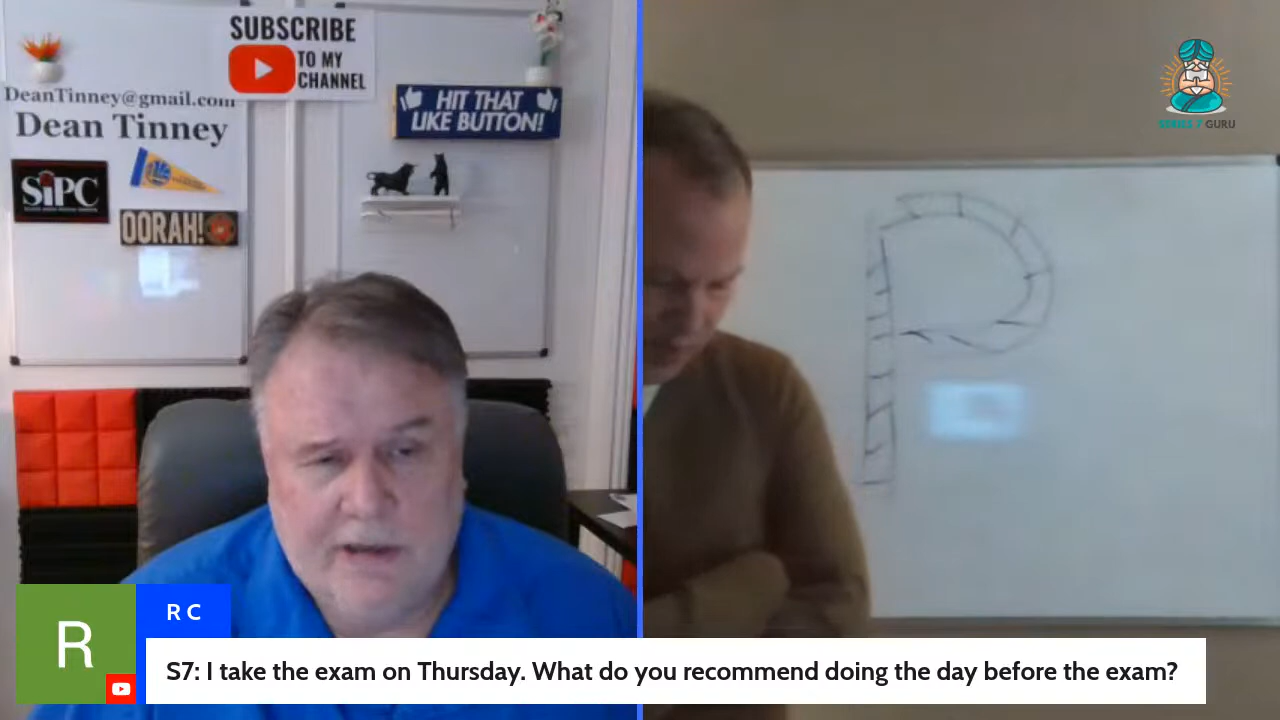 SUBSCRIBE
TO MY
CHANNEL
DeanTinney@gmail.com
Dean Tinney
HIT THAT
LIKE BUTTON!
SiPC
OORAH!
P
SERIES 7 GURU
R C
R
S7: I take the exam on Thursday. What do you recommend doing the day before the exam?